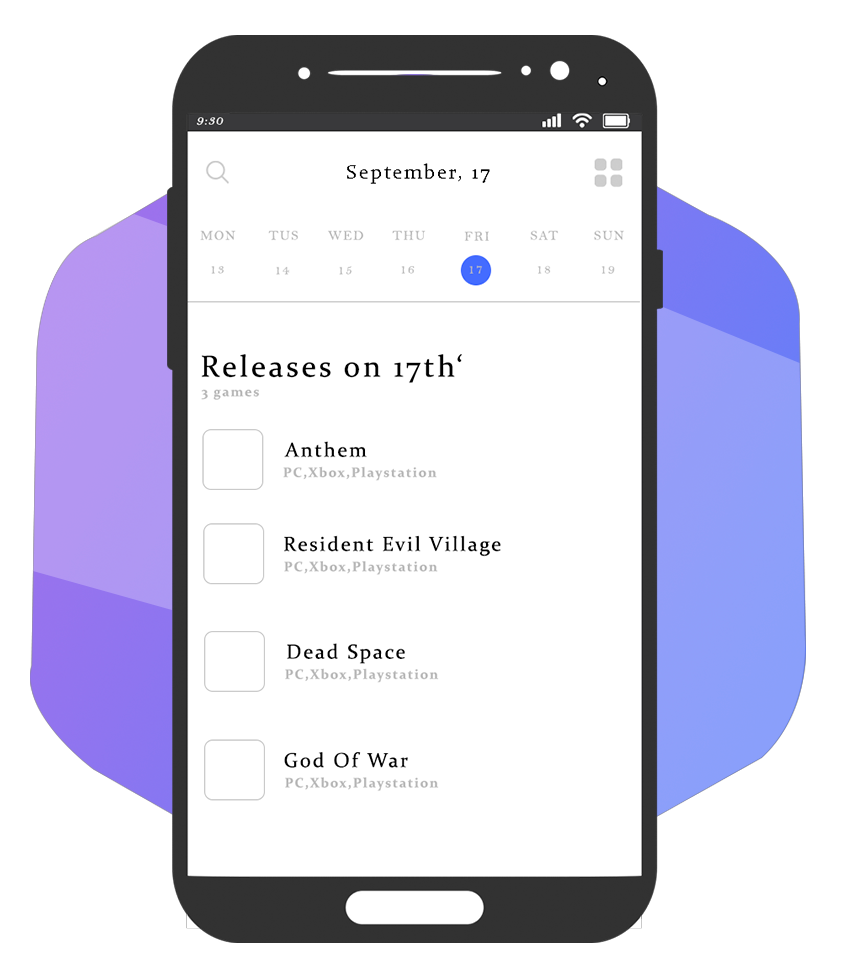 9:30
September, 17
MON TUS WED THU FRI SAT SUN
13 14 15 16 17 18 19
Releases on 17th‘
3 games
Anthem
PC,Xbox,Playstation
Resident Evil Village
PC,Xbox,Playstation
Dead Space
PC,Xbox,Playstation
God Of War
PC,Xbox,Playstation